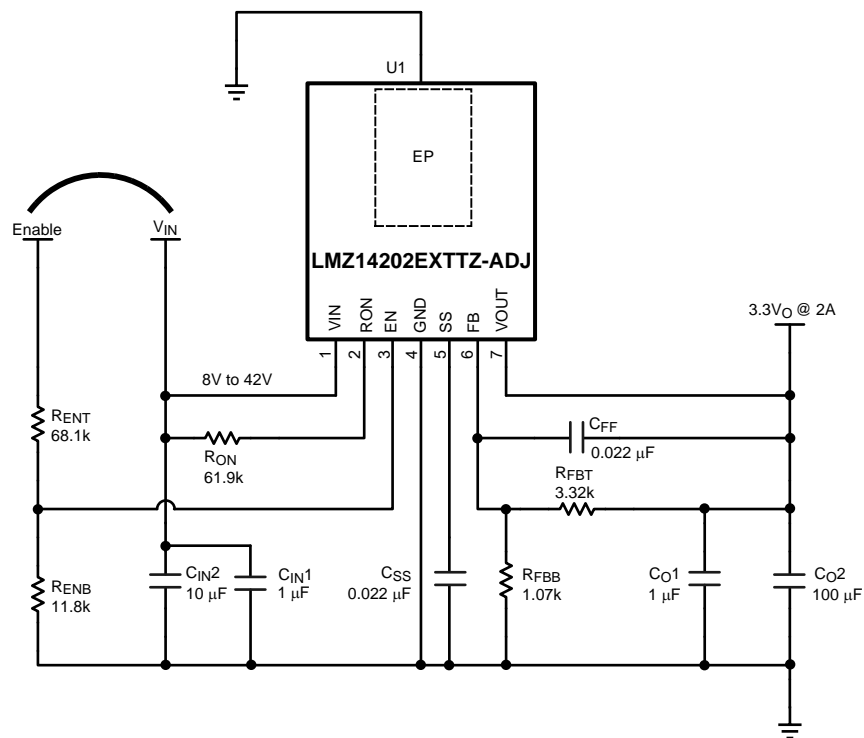 U1
EP
Enable
VIN
LMZ14202EXTTZ-ADJ
VIN
RON
EN
GND
SS
FB
VOUT
1
2
3
4
5
6
7
3.3VO @ 2A
8V to 42V
RENT
68.1k
RON
61.9k
CFF
0.022 μF
RFBT
3.32k
RENB
11.8k
CIN2
10 μF
CIN1
1 μF
CSS
0.022 μF
RFBB
1.07k
CO1
1 μF
CO2
100 μF